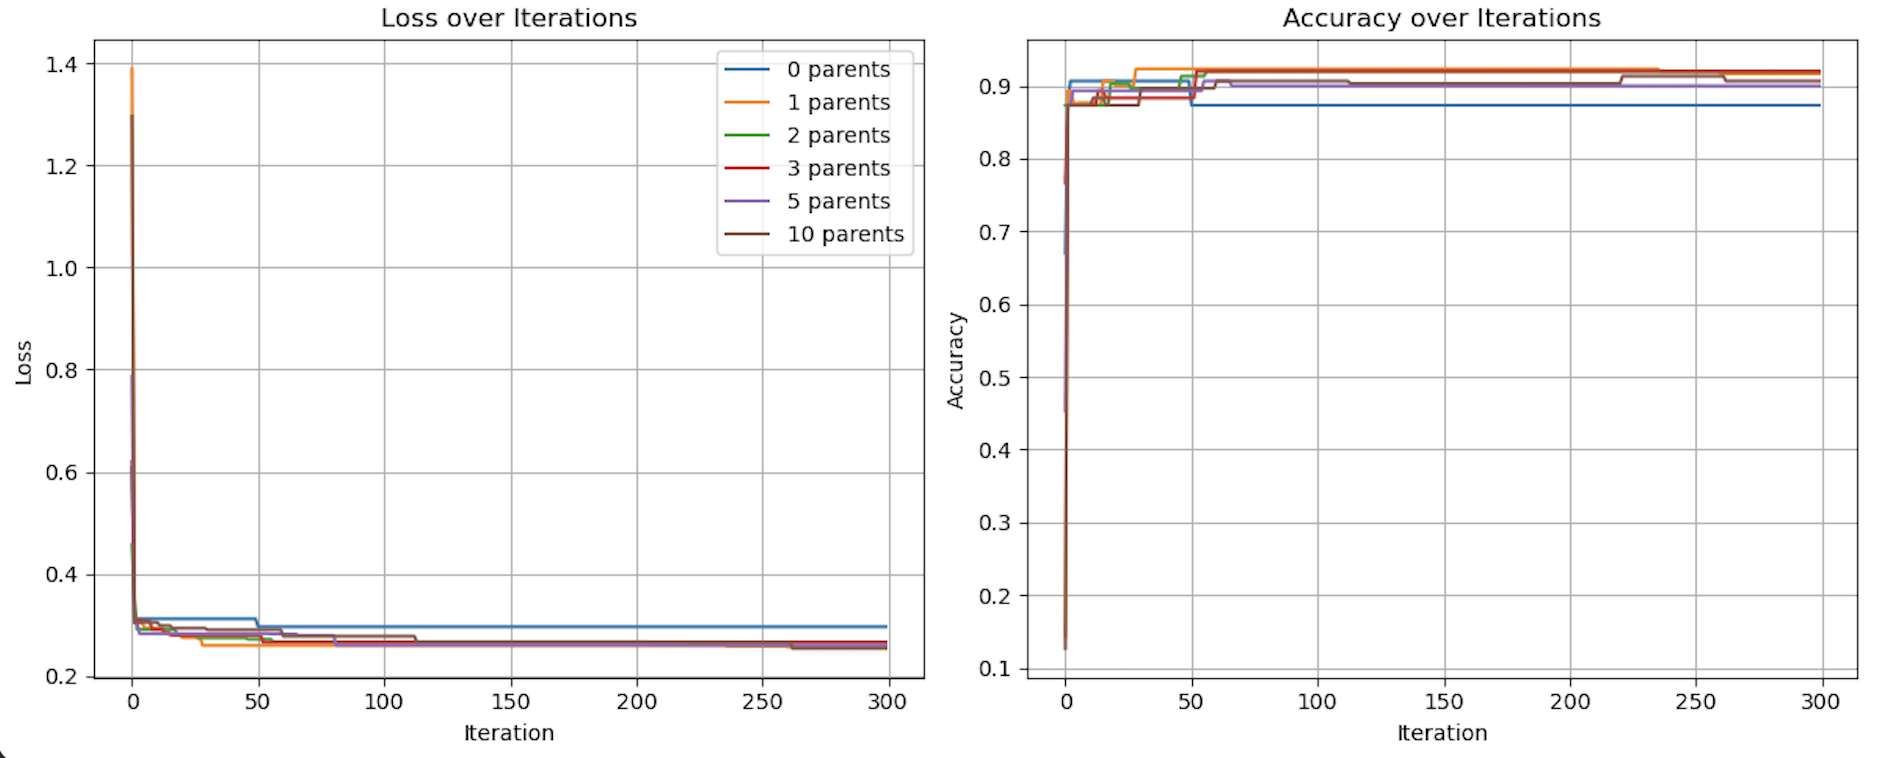 Loss over Iterations
1.4
1.2
1.0
0.8
0.6
0.4
0.2
Loss
0 50 100 150 200 250 300
Iteration
0 parents
1 parents
2 parents
3 parents
5 parents
10 parents
Accuracy over Iterations
0.9
0.8
0.7
0.6
0.5
0.4
0.3
0.2
0.1
Accuracy
0 50 100 150 200 250 300
Iteration